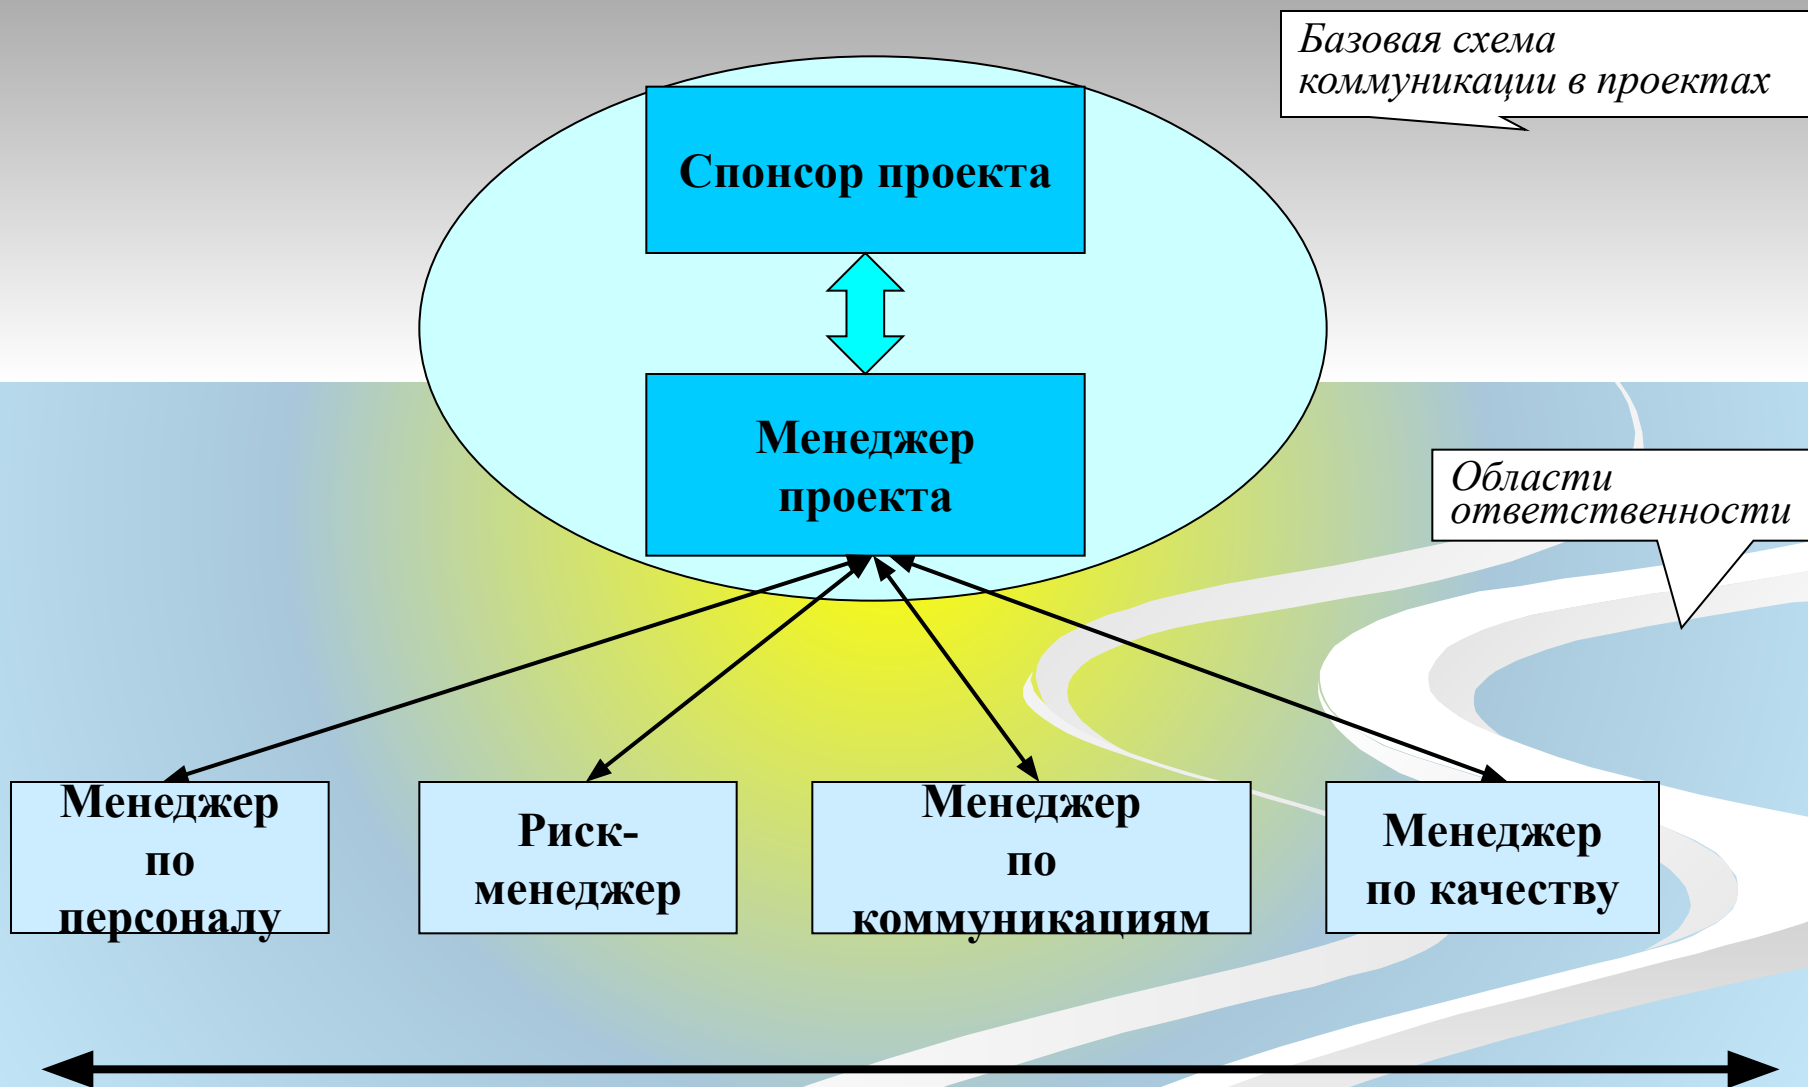 Базовая схема
коммуникации в проектах
Спонсор проекта
Менеджер
проекта
Области
ответственности
Менеджер
по
персоналу
Риск-
менеджер
Менеджер
по
коммуникациям
Менеджер
по качеству